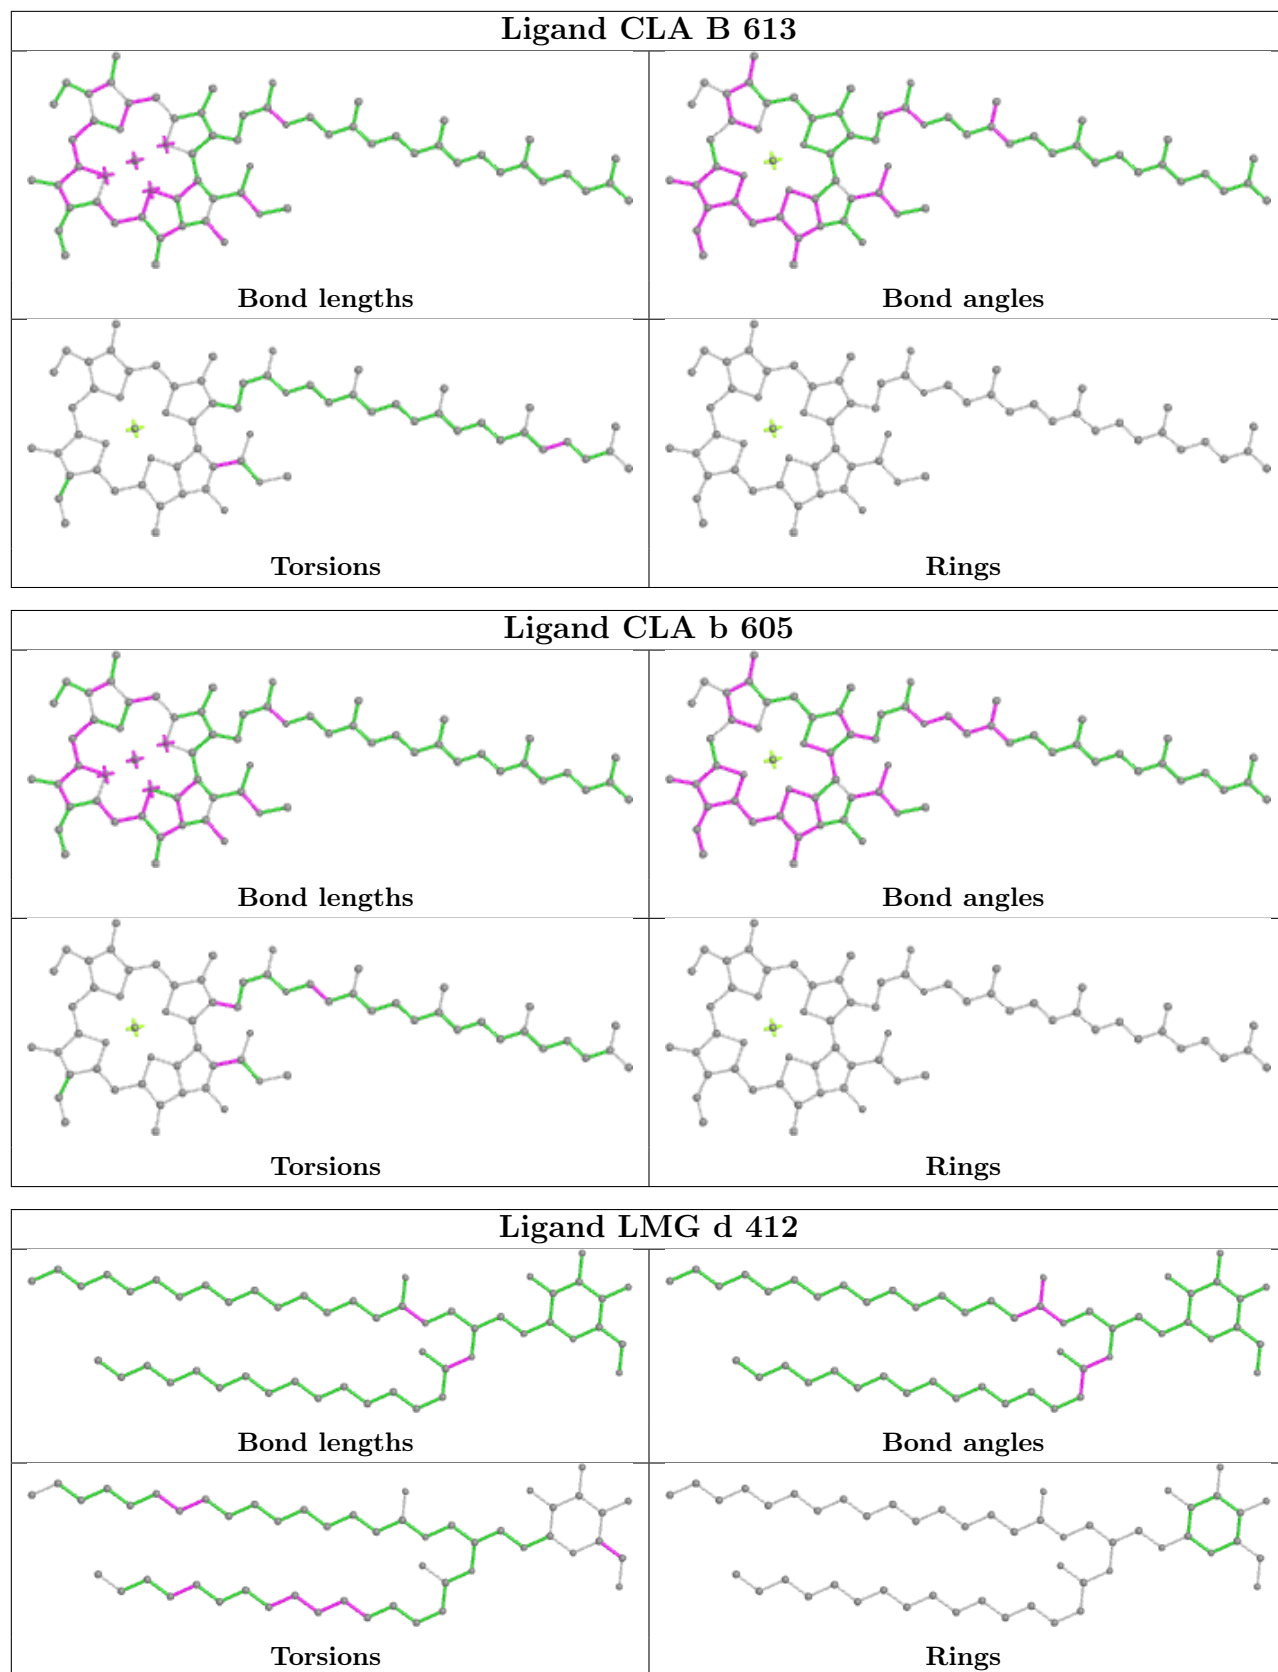 Ligand CLA B 613
Bond lengths
Bond angles
Torsions
Rings
Ligand CLA b 605
Bond lengths
Bond angles
Torsions
Rings
Ligand LMG d 412
Bond lengths
Bond angles
Torsions
Rings